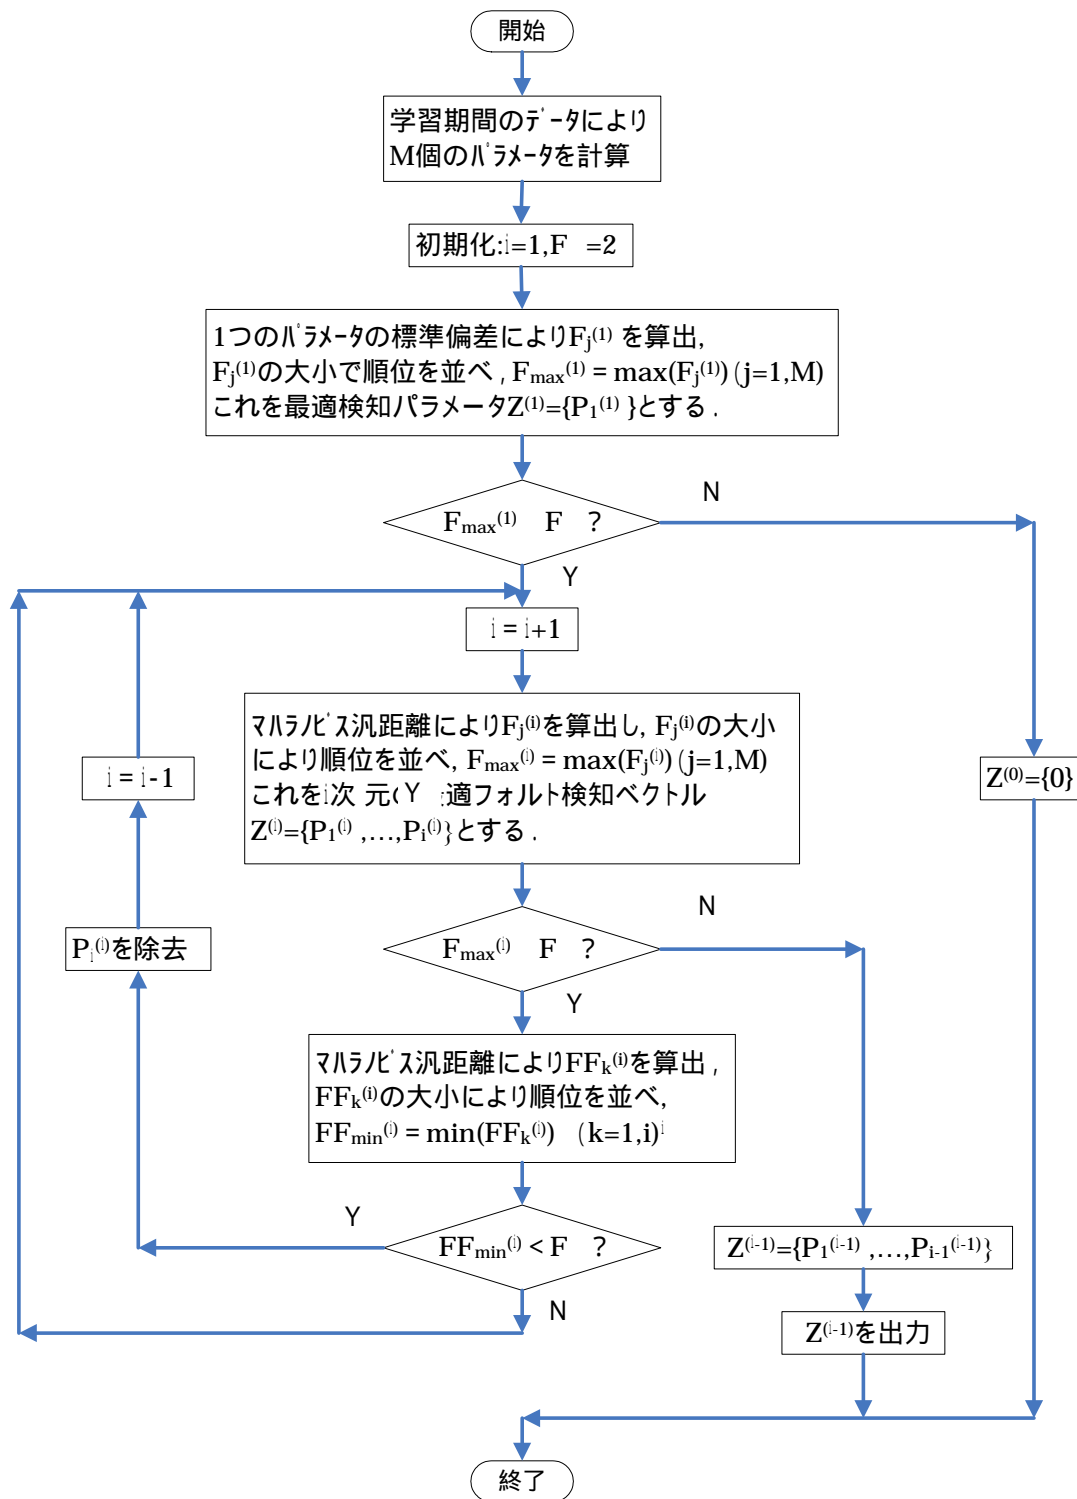 開始
学習期間のﾃﾞｰﾀにより
M個のﾊﾟﾗﾒｰﾀを計算
初期化:i=1,F =2
1つのﾊﾟﾗﾒｰﾀの標準偏差によりFj(1) を算出,
Fj(1)の大小で順位を並べ, Fmax(1) = max(Fj(1)) (j=1,M)
これを最適検知パラメータZ(1)={P1(1) }とする.
Fmax(1) F ?
N
Y
i = i+1
ﾏﾊﾗﾉﾋﾞｽ汎距離によりFj(i)を算出し, Fj(i)の大小
により順位を並べ, Fmax(i) = max(Fj(i)) (j=1,M)
これをi次 元(Y 適フォルト検知ベクトル
Z(i)={P1(i) ,…,Pi(i)}とする.
i = i-1
Z(0)={0}
Pi(i)を除去
Fmax(i) F ?
N
Y
ﾏﾊﾗﾉﾋﾞｽ汎距離によりFFk(i)を算出,
FFk(i)の大小により順位を並べ,
FFmin(i) = min(FFk(i)) (k=1,i)i
Y
FFmin(i) < F ?
N
Z(i-1)={P1(i-1) ,…,Pi-1(i-1)}
Z(i-1)を出力
終了